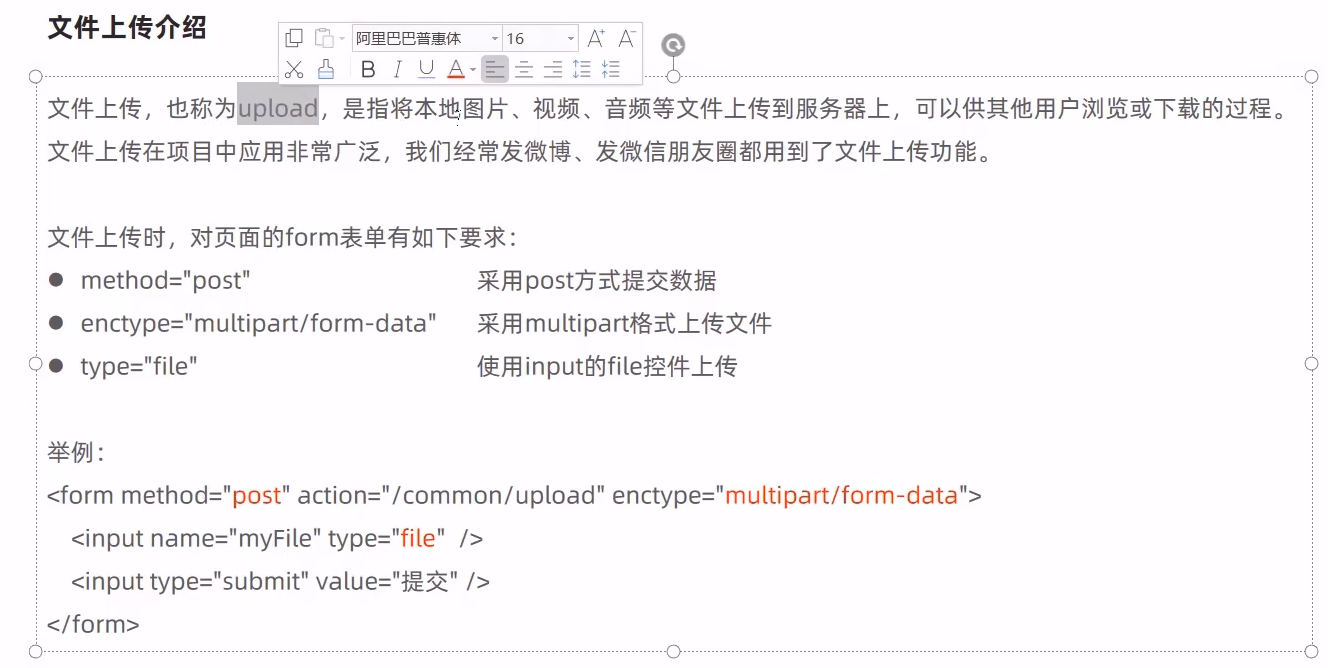 文件上传介绍
阿里巴巴普惠体 16 A+ A-
B I U A
文件上传，也称为upload，是指将本地图片、视频、音频等文件上传到服务器上，可以供其他用户浏览或下载的过程。
文件上传在项目中应用非常广泛，我们经常发微博、发微信朋友圈都用到了文件上传功能。
文件上传时，对页面的form表单有如下要求：
● method="post" 采用post方式提交数据
● enctype="multipart/form-data" 采用multipart格式上传文件
● type="file" 使用input的file控件上传
举例：
<form method="post" action="/common/upload" enctype="multipart/form-data">
<input name="myFile" type="file" />
<input type="submit" value="提交" />
</form>